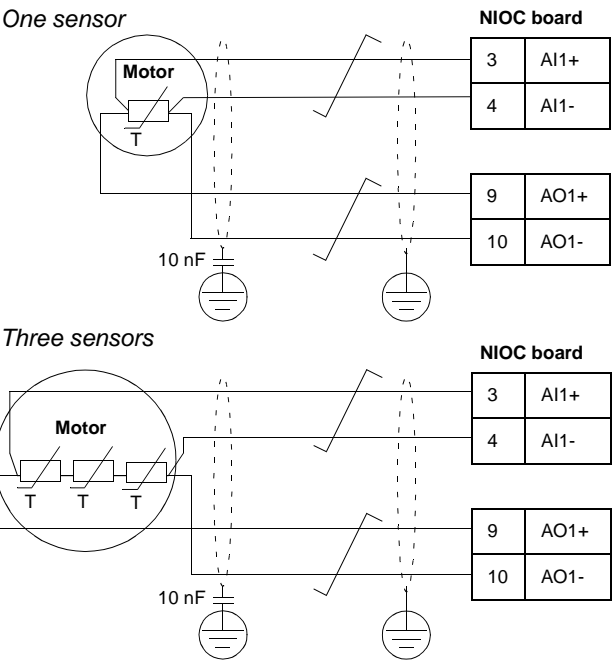 One sensor
NIOC board
Motor
T
3 AI1+
4 AI1-
9 AO1+
10 AO1-
10 nF
Three sensors
NIOC board
Motor
T T T
3 AI1+
4 AI1-
9 AO1+
10 AO1-
10 nF